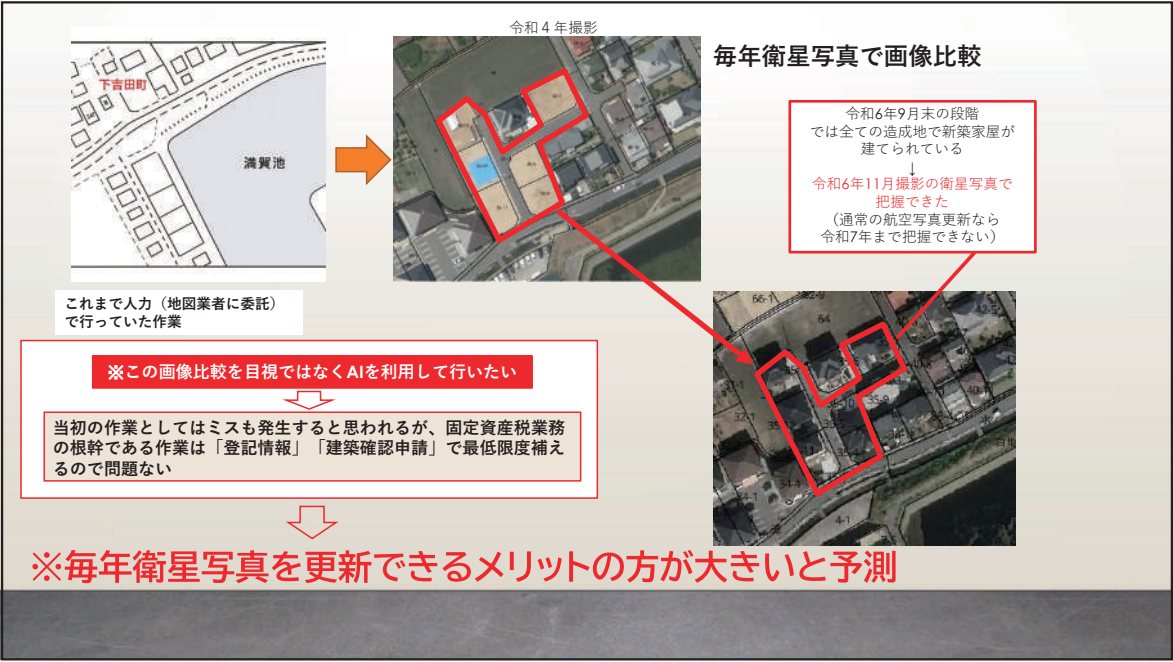 令和４年撮影
毎年衛星写真で画像比較
下吉田町
満賀池
令和6年9月末の段階
では全ての造成地で新築家屋が
建てられている
↓
令和6年11月撮影の衛星写真で
把握できた
（通常の航空写真更新なら
令和7年まで把握できない）
これまで人力（地図業者に委託）
で行っていた作業
66-1
62-9
64
31-1
32-1
4-1
※この画像比較を目視ではなくAIを利用して行いたい
当初の作業としてはミスも発生すると思われるが、固定資産税業務
の根幹である作業は「登記情報」「建築確認申請」で最低限度補え
るので問題ない
※毎年衛星写真を更新できるメリットの方が大きいと予測